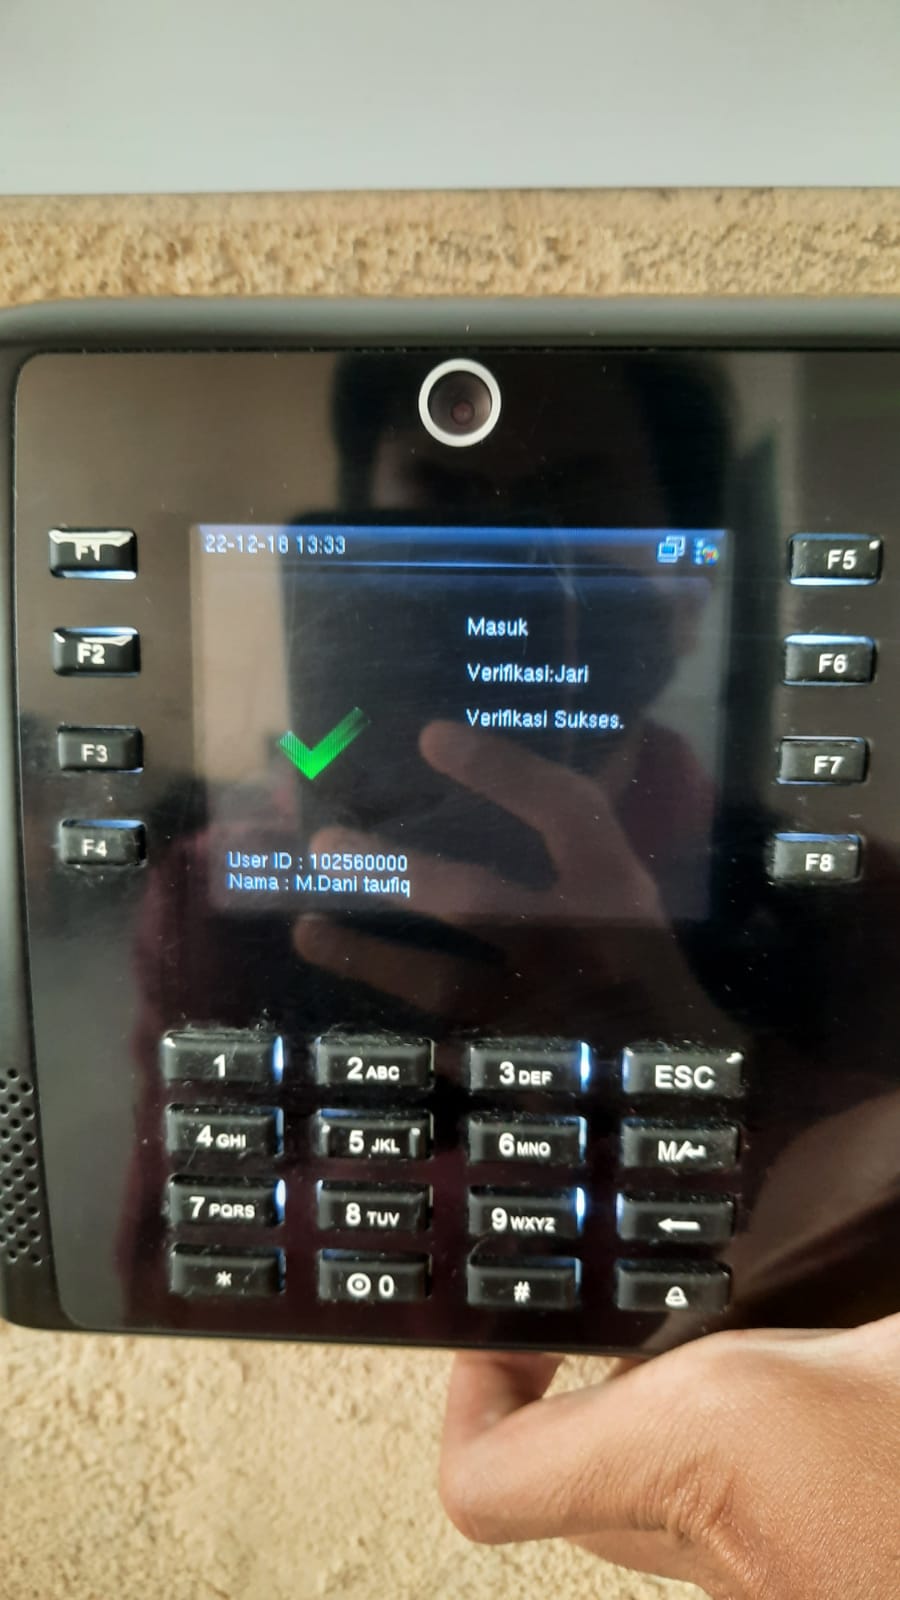 22-12-18 13:33
Masuk
Verifikasi:Jari
Verifikasi Sukses.
User ID : 102560000
Nama : M.Dani taufiq
F1
F2
F3
F4
F5
F6
F7
F8
1 2 ABC 3 DEF ESC
4 GHI 5 JKL 6 MNO M/↵
7 PQRS 8 TUV 9 WXYZ ←
* 0 #